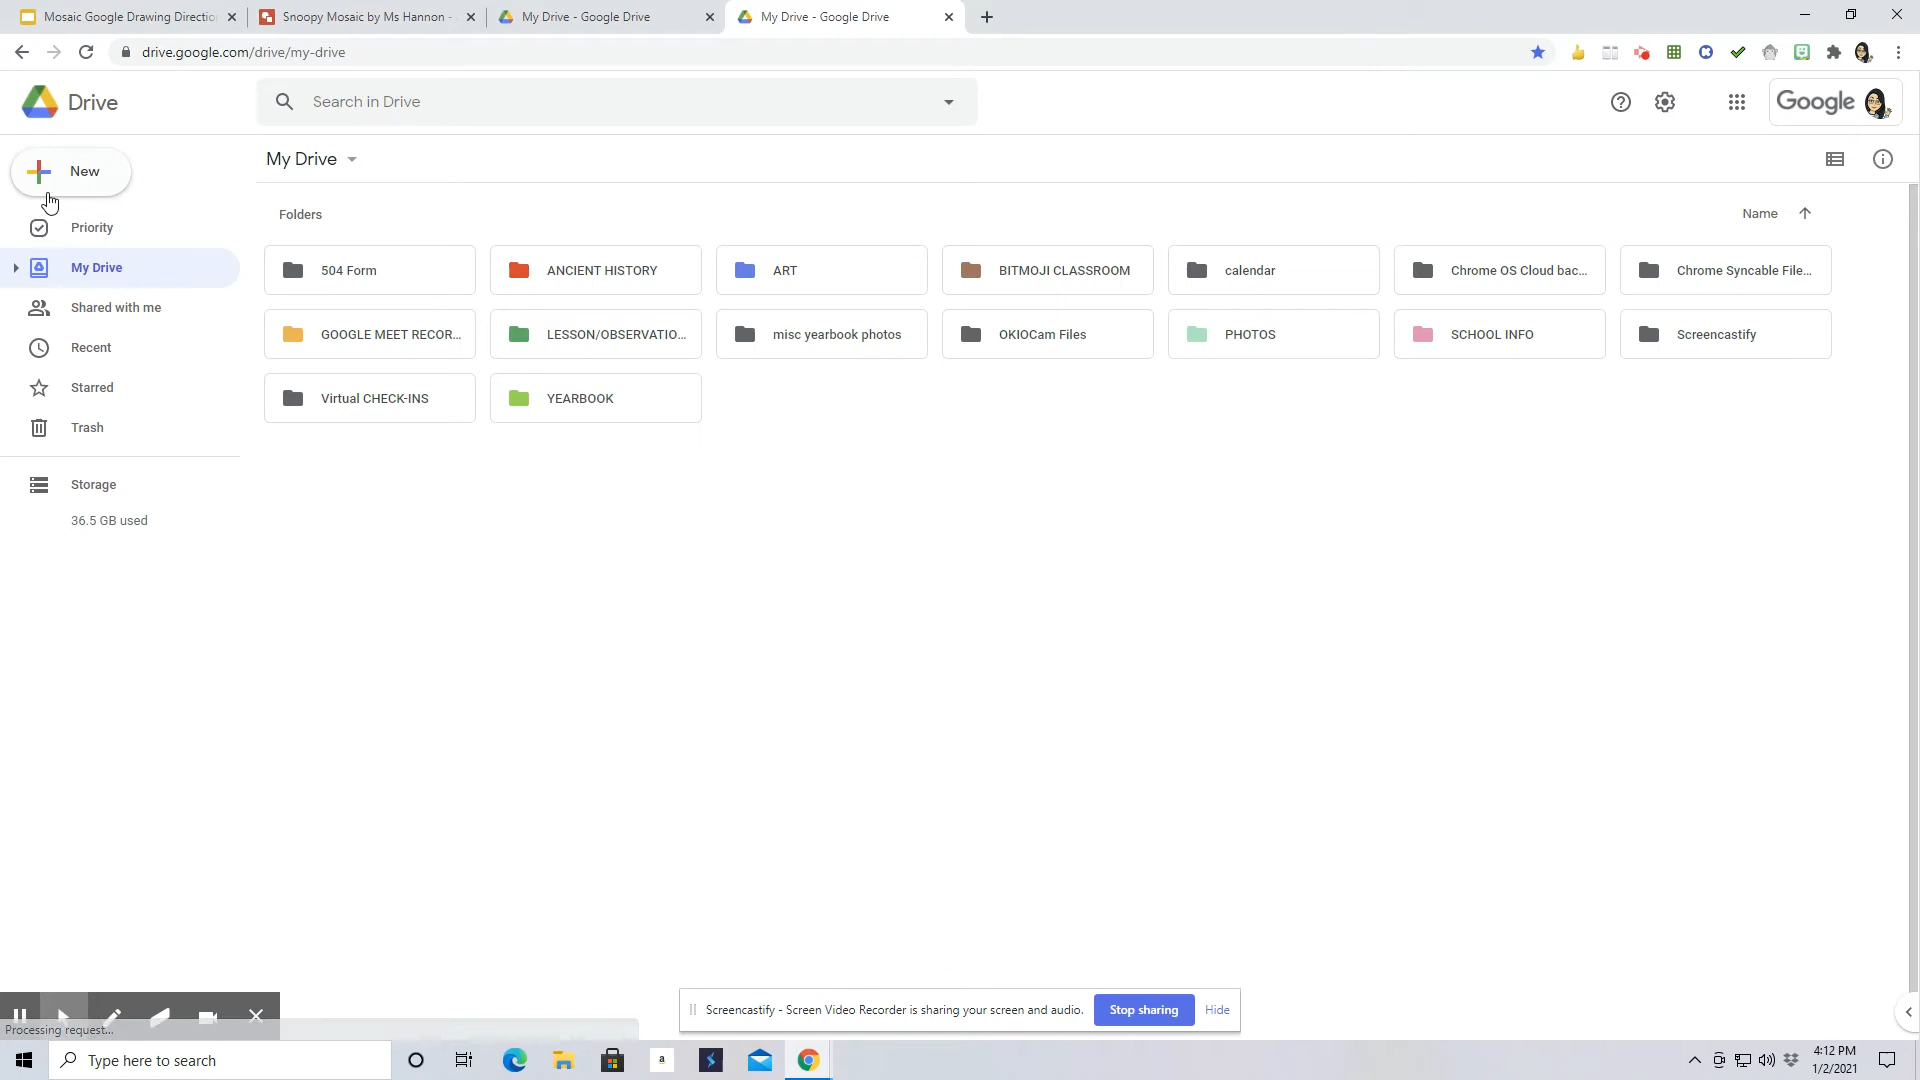 Mosaic Google Drawing Directio
Snoopy Mosaic by Ms Hannon -
My Drive - Google Drive
My Drive - Google Drive
drive.google.com/drive/my-drive
Drive
Search in Drive
Google
New
My Drive
Priority
Folders
Name
My Drive
504 Form
ANCIENT HISTORY
ART
BITMOJI CLASSROOM
calendar
Chrome OS Cloud bac...
Chrome Syncable File...
Shared with me
GOOGLE MEET RECOR...
LESSON/OBSERVATIO...
misc yearbook photos
OKIOCam Files
PHOTOS
SCHOOL INFO
Screencastify
Recent
Starred
Virtual CHECK-INS
YEARBOOK
Trash
Storage
36.5 GB used
Screencastify - Screen Video Recorder is sharing your screen and audio.
Stop sharing
Hide
Processing request...
Type here to search
a
4:12 PM
1/2/2021